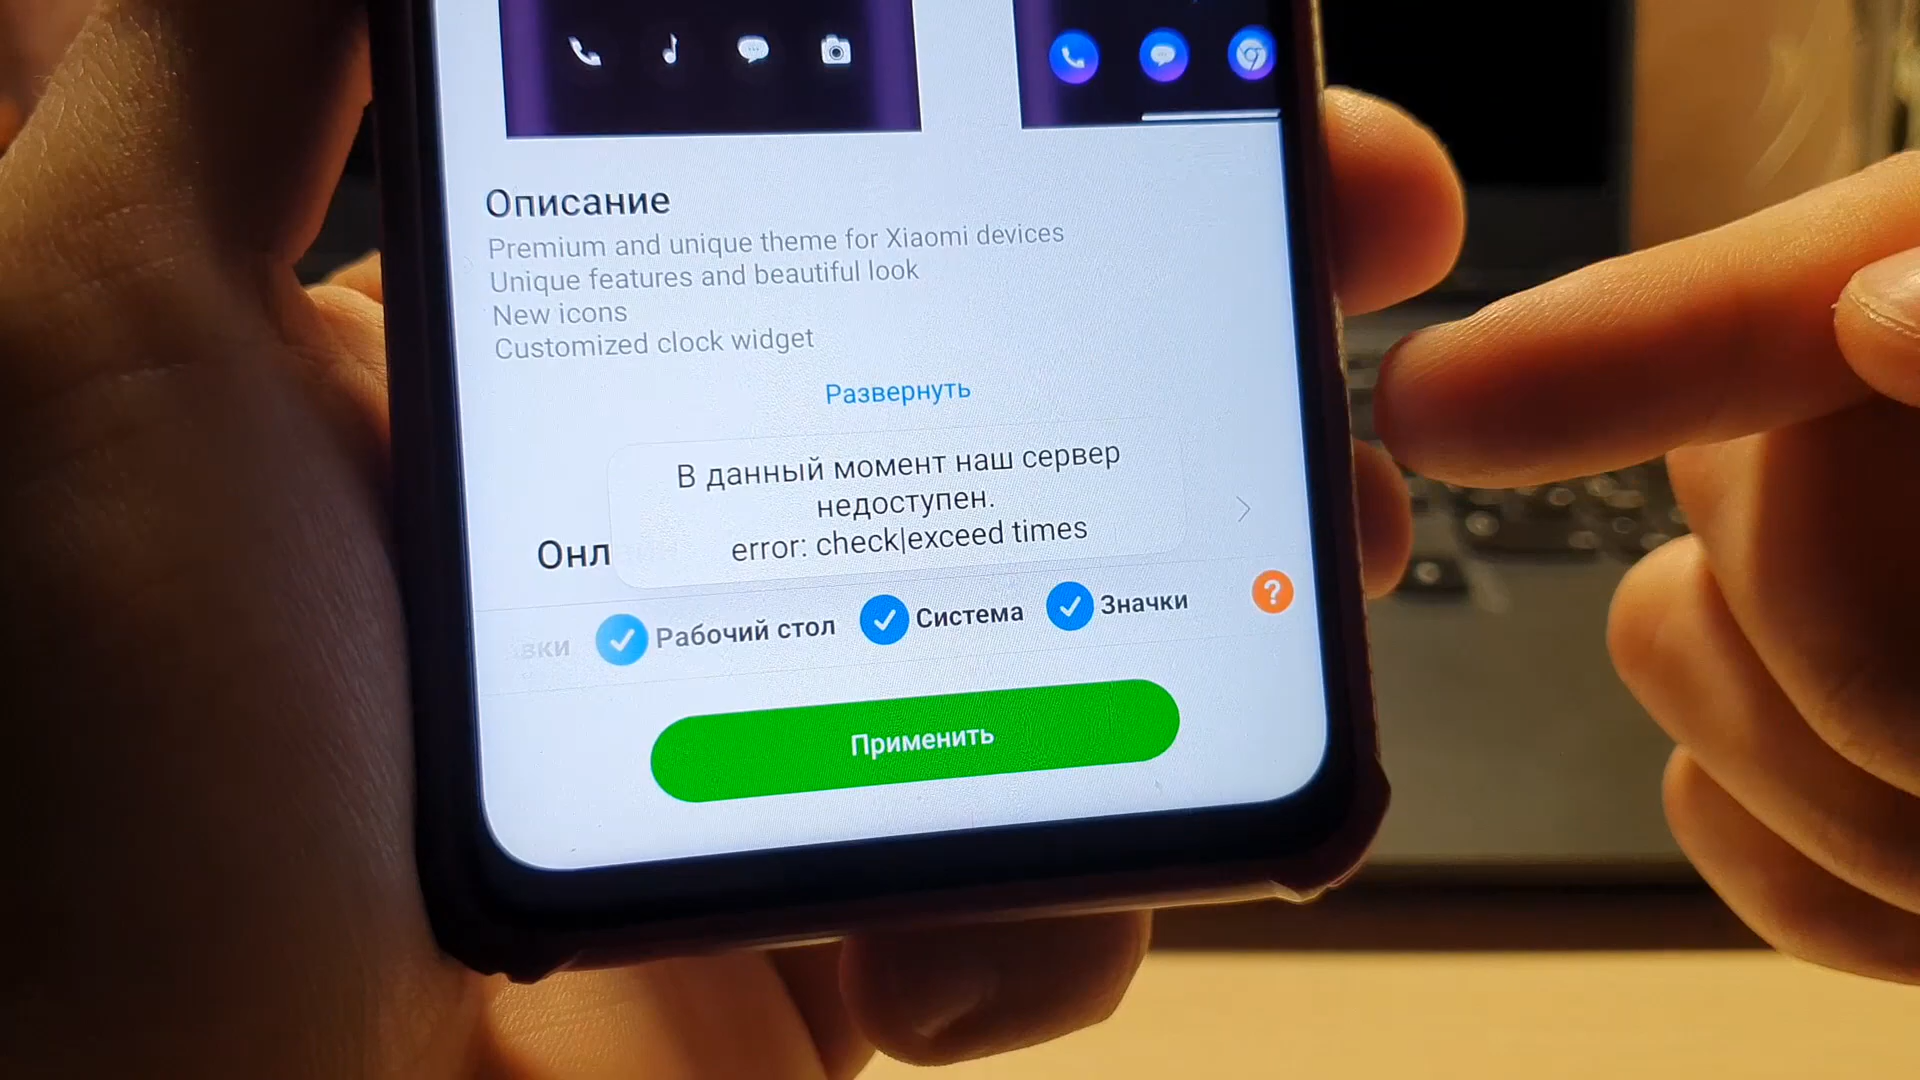 Описание
Premium and unique theme for Xiaomi devices
Unique features and beautiful look
New icons
Customized clock widget
Развернуть
В данный момент наш сервер
недоступен.
error: check|exceed times
Онл
вки Рабочий стол Система Значки ?
Применить